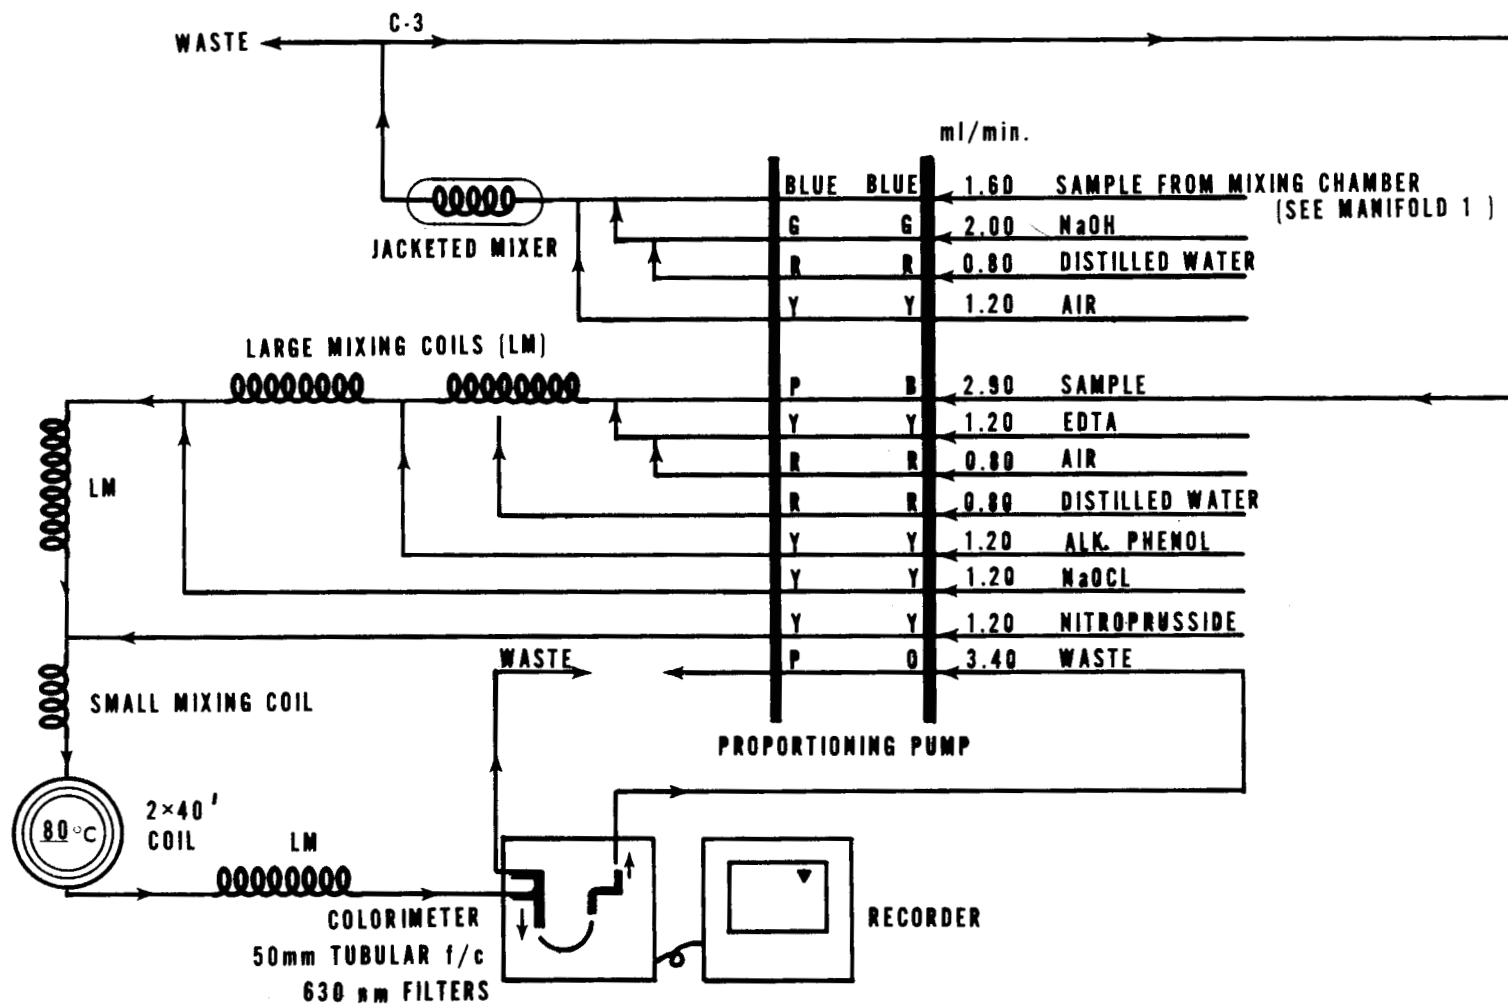 C-3
WASTE
ml/min.
BLUE BLUE 1.60 SAMPLE FROM MIXING CHAMBER
(SEE MANIFOLD 1 )
G G 2.00 NaOH
JACKETED MIXER
R R 0.80 DISTILLED WATER
Y Y 1.20 AIR
LARGE MIXING COILS (LM)
P B 2.90 SAMPLE
Y Y 1.20 EDTA
R R 0.80 AIR
LM
R R 0.80 DISTILLED WATER
Y Y 1.20 ALK. PHENOL
Y Y 1.20 NaOCL
Y Y 1.20 NITROPRUSSIDE
WASTE P O 3.40 WASTE
SMALL MIXING COIL
PROPORTIONING PUMP
2×40'
COIL
80°C
LM
COLORIMETER
50mm TUBULAR f/c
630 nm FILTERS
RECORDER